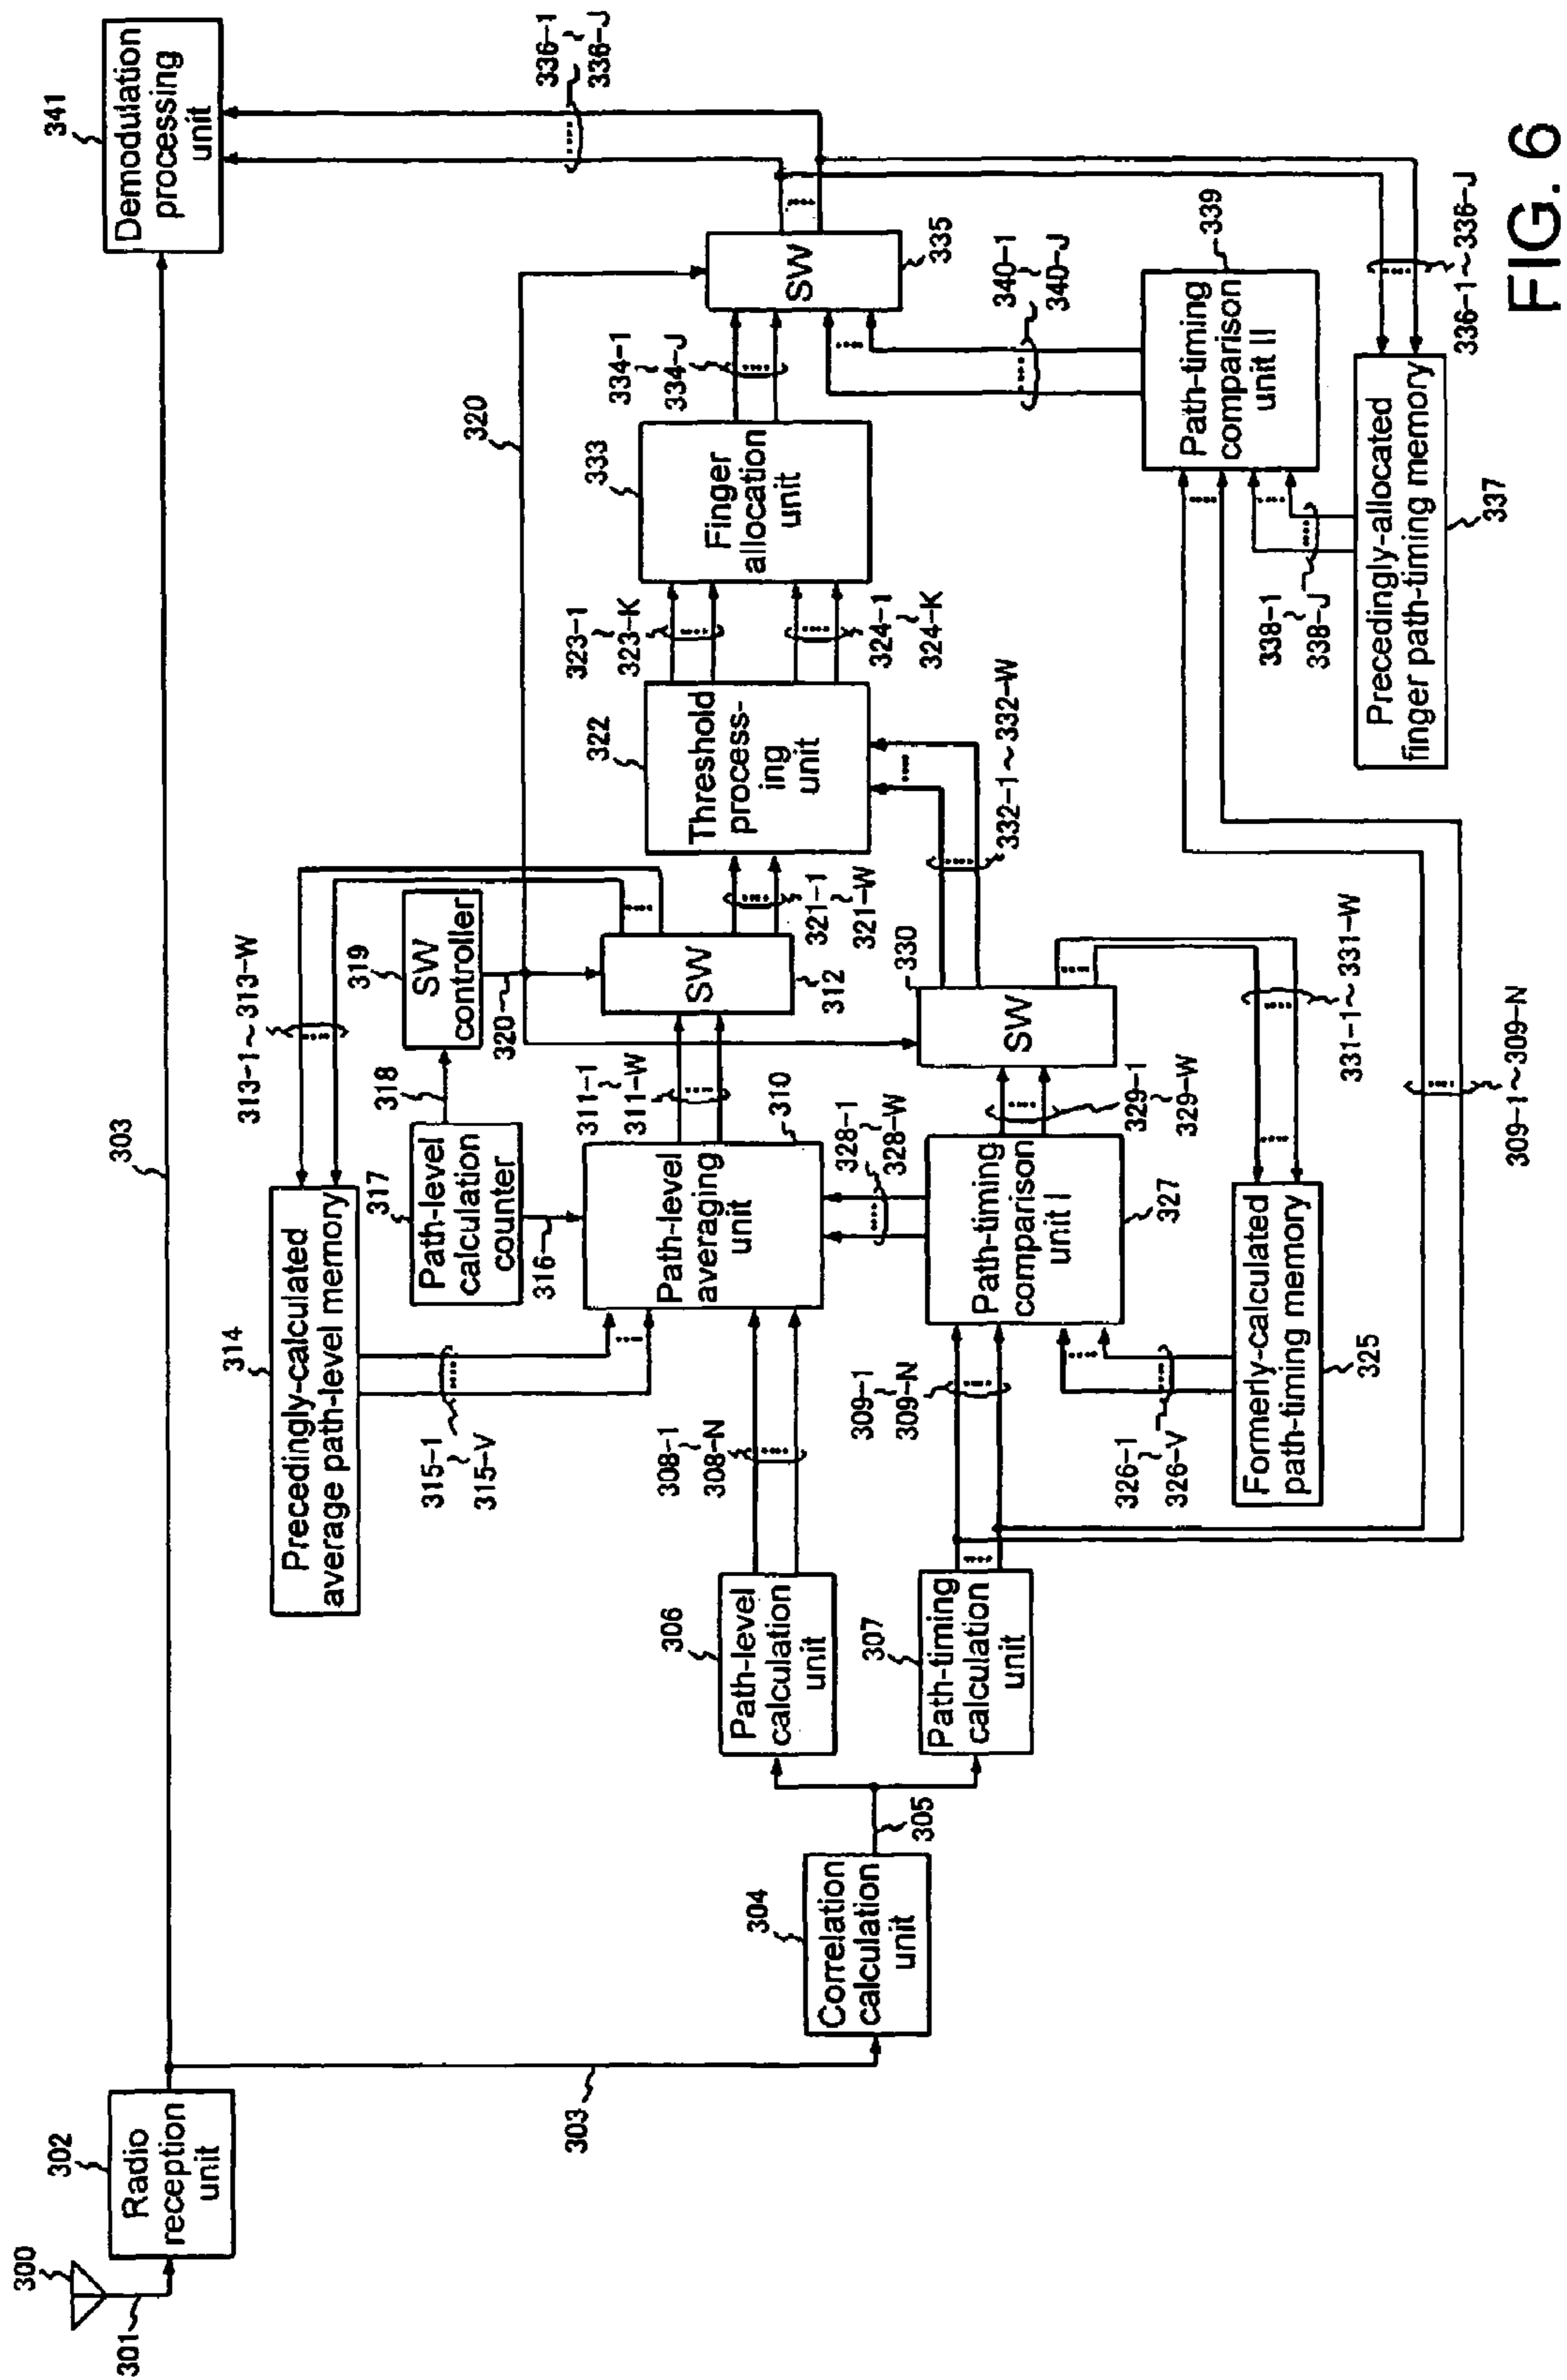 300
301
302
Radio
reception
unit
303
303
304
Correlation
calculation
unit
305
306
Path-level
calculation
unit
307
Path-timing
calculation
unit
308-1
308-N
309-1
309-N
314
Precedingly-calculated
average path-level memory
315-1
315-V
313-1~313-W
317
Path-level
calculation
counter
316
318
319
SW
controller
320
320
310
Path-level
averaging
unit
311-1
311-W
SW
312
321-1
321-W
328-1
328-W
Path-timing
comparison
unit I
327
326-1
326-V
Formerly-calculated
path-timing memory
325
329-1
329-W
330
SW
331-1~331-W
332-1~332-W
309-1~309-N
322
Threshold
process-
ing
unit
323-1
323-K
324-1
324-K
333
Finger
allocation
unit
334-1
334-J
SW
335
340-1
340-J
Path-timing
comparison
unit II
339
338-1
338-J
Precedingly-allocated
finger path-timing memory
337
336-1~336-J
336-1
336-J
341
Demodulation
processing
unit
FIG. 6